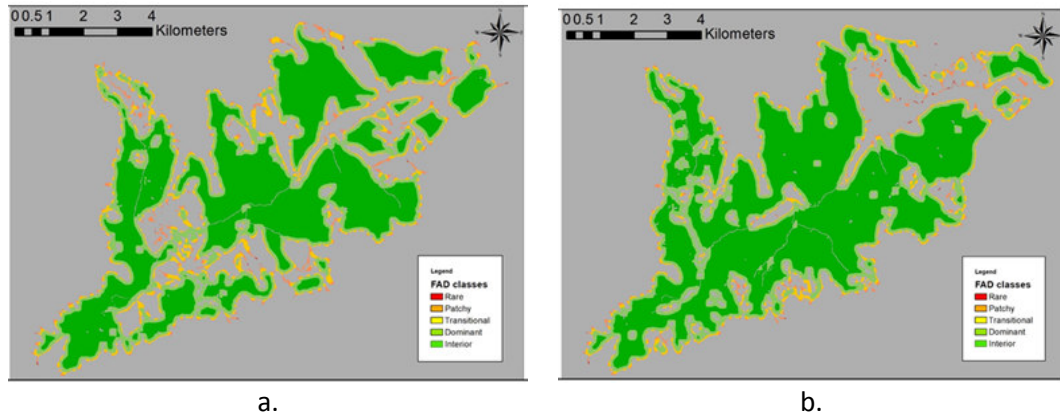 0 0.5 1 2 3 4
Kilometers
Legend
FAD classes
Rare
Patchy
Transitional
Dominant
Interior
a.
0 0.5 1 2 3 4
Kilometers
Legend
FAD classes
Rare
Patchy
Transitional
Dominant
Interior
b.